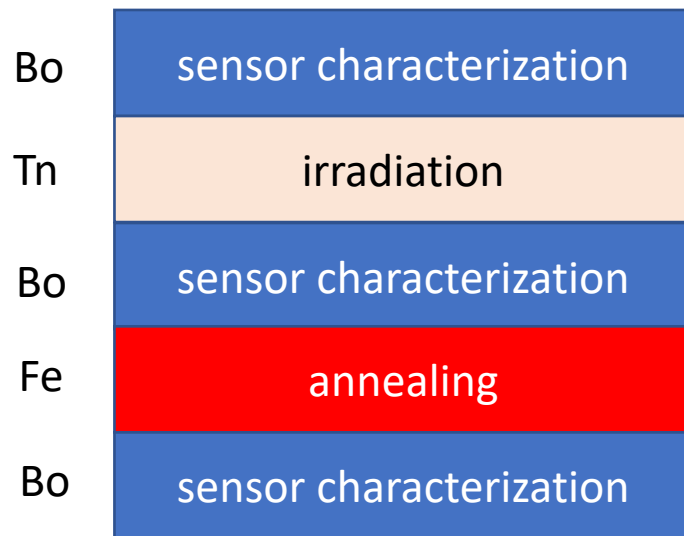 Bo sensor characterization
Tn irradiation
Bo sensor characterization
Fe annealing
Bo sensor characterization